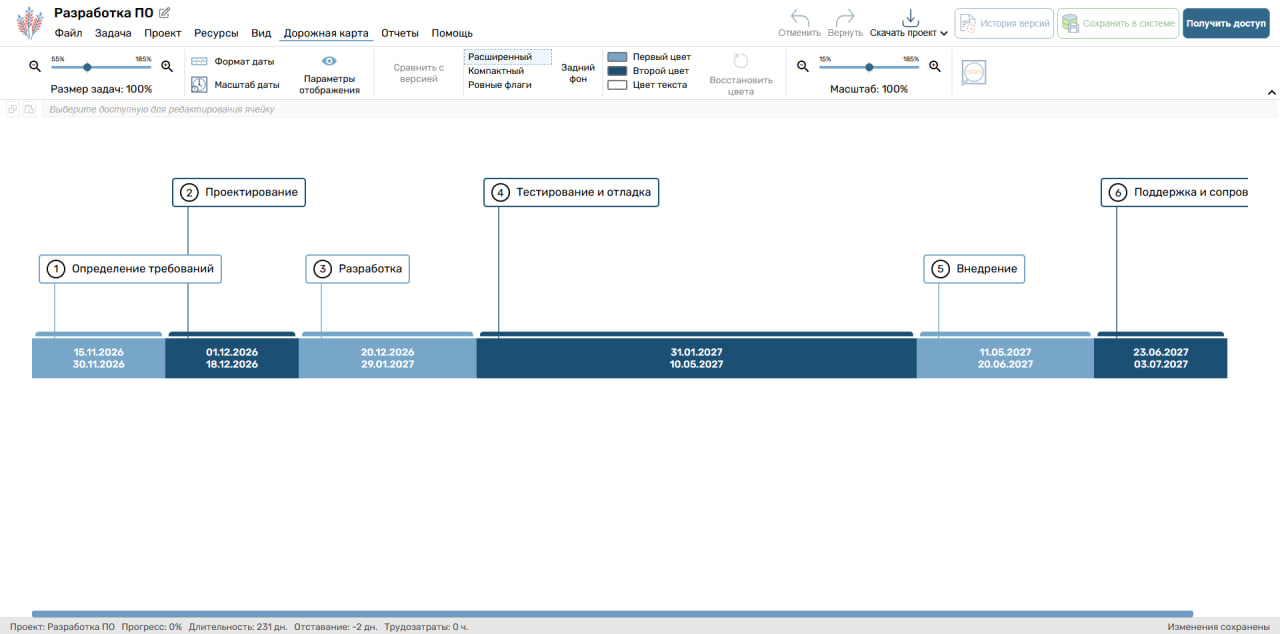 Разработка ПО
Файл Задача Проект Ресурсы Вид Дорожная карта Отчеты Помощь
Отменить Вернуть Скачать проект
История версий
Сохранить в системе
Получить доступ
55% 185%
Размер задач: 100%
Формат даты
Масштаб даты
Параметры
отображения
Сравнить с
версией
Расширенный
Компактный
Ровные флаги
Задний
фон
Первый цвет
Второй цвет
Цвет текста
Восстановить
цвета
15% 185%
Масштаб: 100%
100%
Выберите доступную для редактирования ячейку
2 Проектирование
4 Тестирование и отладка
6 Поддержка и сопров
1 Определение требований
3 Разработка
5 Внедрение
15.11.2026
30.11.2026
01.12.2026
18.12.2026
20.12.2026
29.01.2027
31.01.2027
10.05.2027
11.05.2027
20.06.2027
23.06.2027
03.07.2027
Проект: Разработка ПО Прогресс: 0% Длительность: 231 дн. Отставание: -2 дн. Трудозатраты: 0 ч.
Изменения сохранены